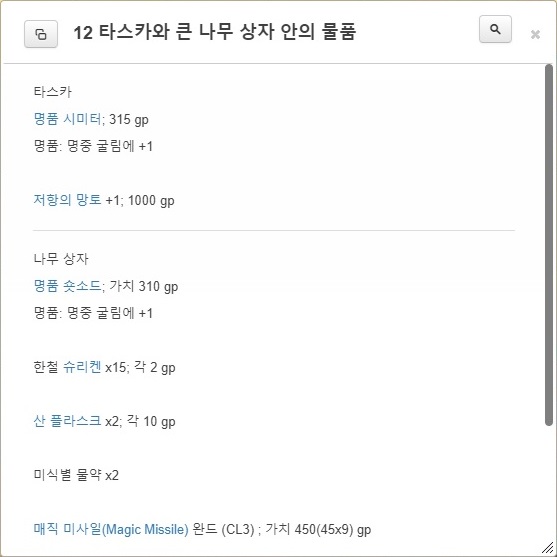 12 타스카와 큰 나무 상자 안의 물품
타스카
명품 시미터; 315 gp
명품: 명중 굴림에 +1
저항의 망토 +1; 1000 gp
나무 상자
명품 숏소드; 가치 310 gp
명품: 명중 굴림에 +1
한철 슈리켄 x15; 각 2 gp
산 플라스크 x2; 각 10 gp
미식별 물약 x2
매직 미사일(Magic Missile) 완드 (CL3) ; 가치 450(45x9) gp